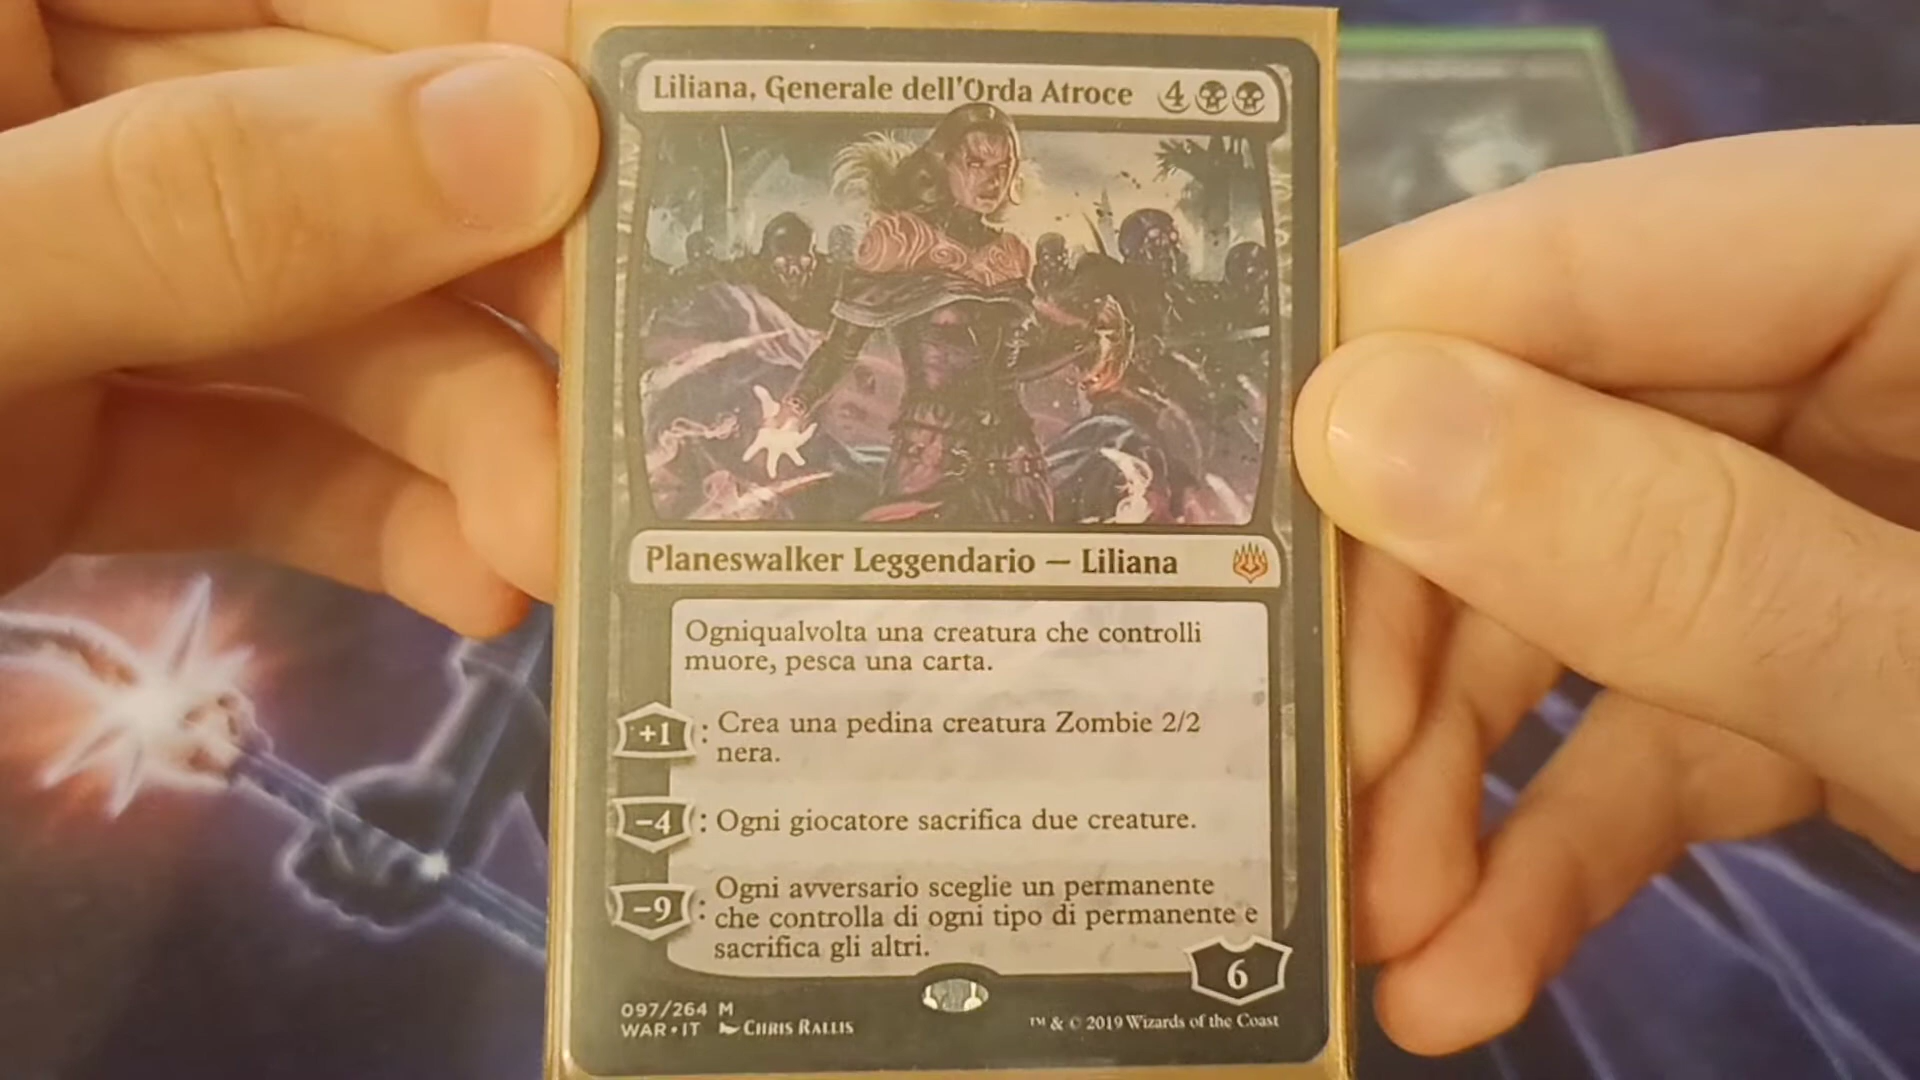 Liliana, Generale dell'Orda Atroce 4
Planeswalker Leggendario — Liliana
Ogniqualvolta una creatura che controlli
muore, pesca una carta.
+1: Crea una pedina creatura Zombie 2/2
nera.
-4: Ogni giocatore sacrifica due creature.
-9: Ogni avversario sceglie un permanente
che controlla di ogni tipo di permanente e
sacrifica gli altri.
6
097/264 M
WAR • IT Chris Rallis
™ & © 2019 Wizards of the Coast